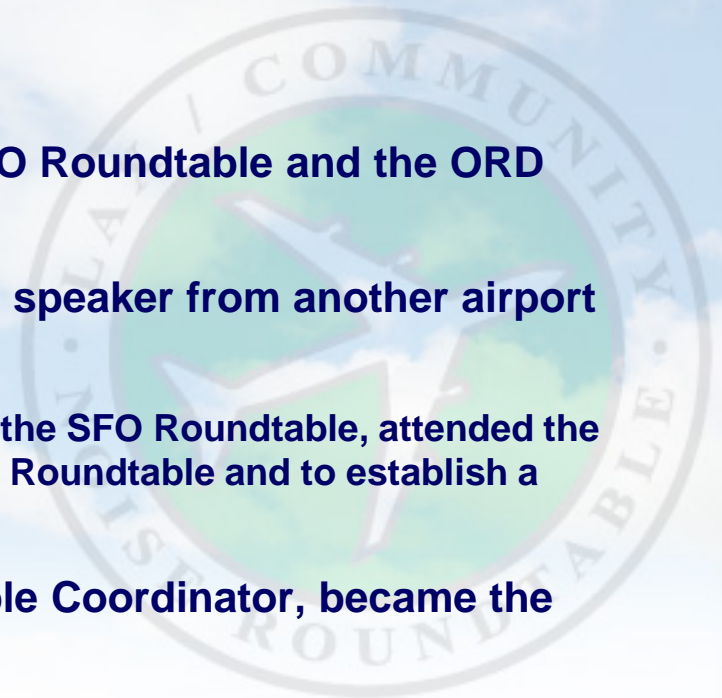 O Roundtable and the ORD
speaker from another airport
the SFO Roundtable, attended the
Roundtable and to establish a
le Coordinator, became the
LAX / COMMUNITY
NOISE ROUNDTABLE